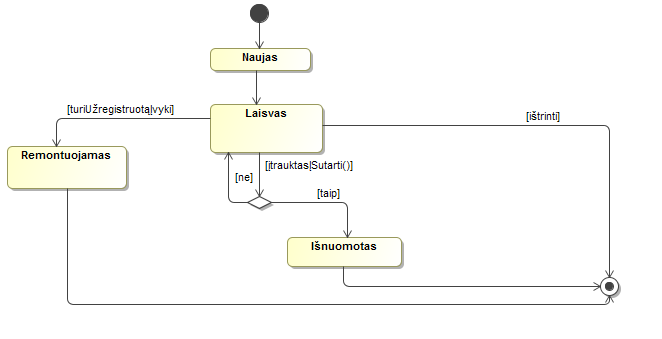 Naujas
[turiUžregistruotąĮvykį]
Laisvas
[ištrinti]
Remontuojamas
[įtrauktasĮSutartį()]
[ne]
[taip]
Išnuomotas